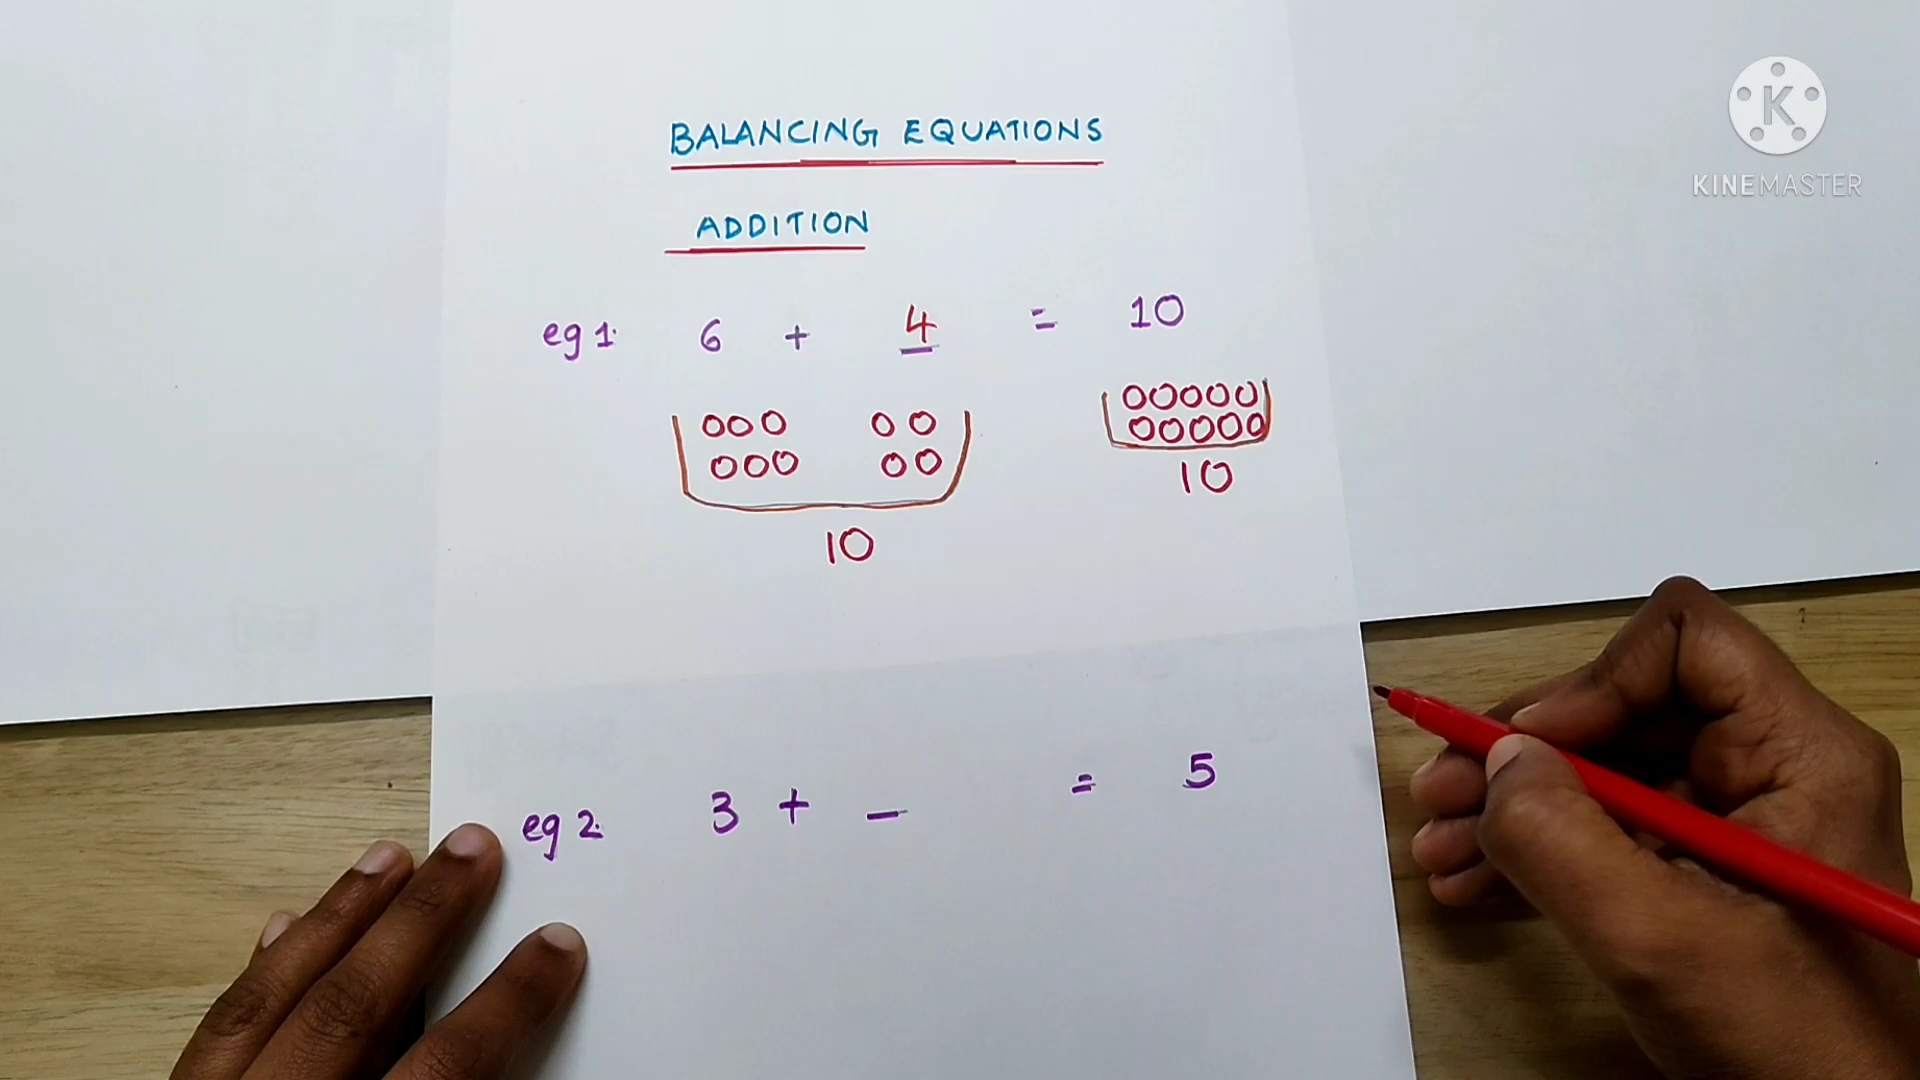 BALANCING EQUATIONS
ADDITION
eg 1. 6 + 4 = 10
10
10
eg 2. 3 + _ = 5
K
KINEMASTER